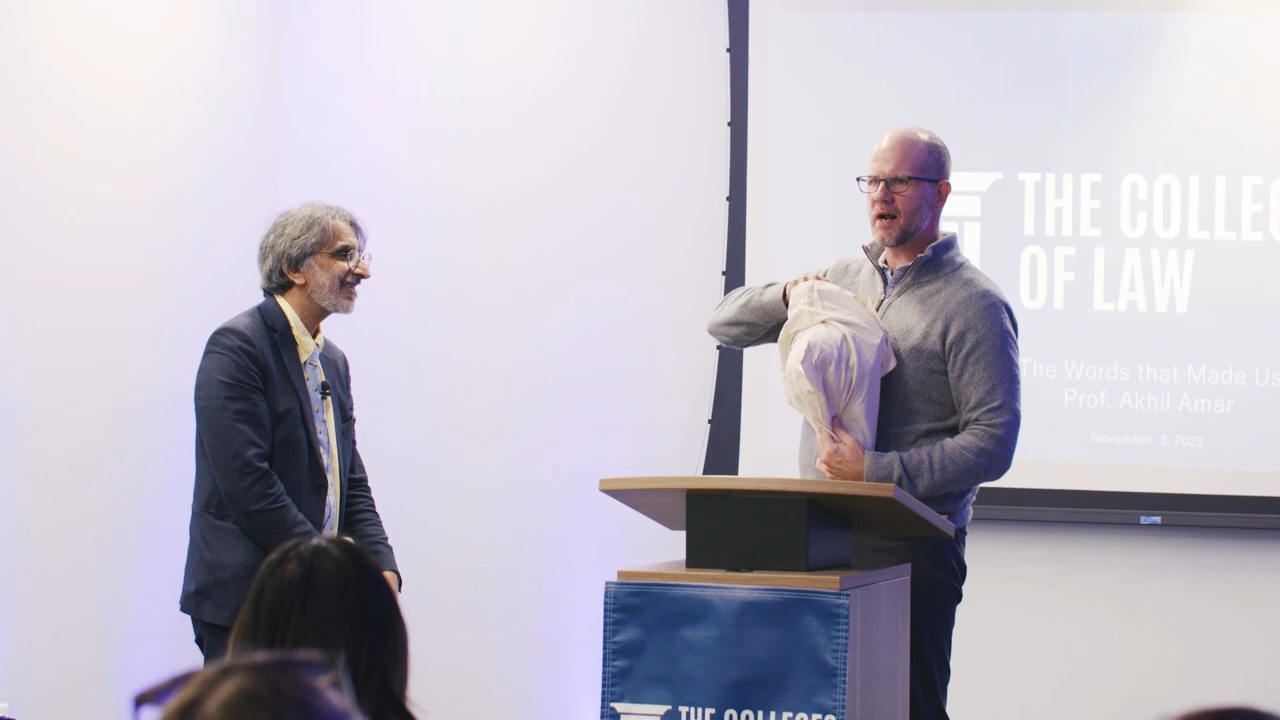 THE COLLEG
OF LAW
The Words that Made Us
Prof. Akhil Amar
November 3, 2023
THE COLLEGES